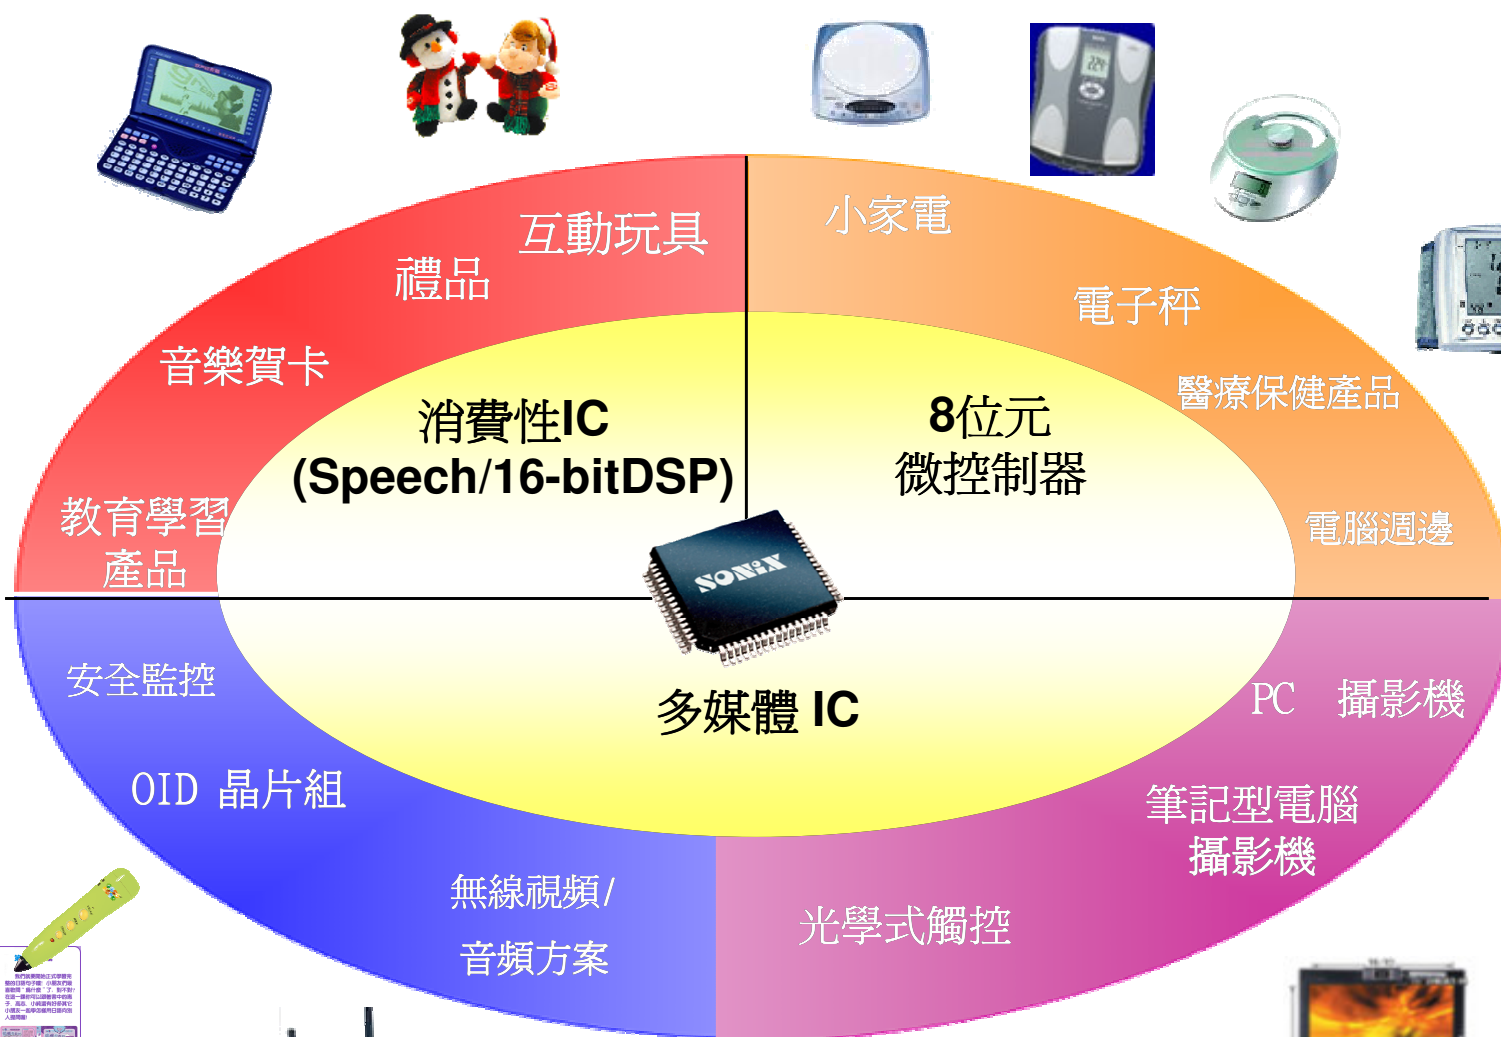 互動玩具
禮品
音樂賀卡
教育學習
產品
小家電
電子秤
醫療保健產品
電腦週邊
消費性IC
(Speech/16-bitDSP)
8位元
微控制器
SONiX
多媒體 IC
安全監控
OID 晶片組
無線視頻/
音頻方案
PC 攝影機
筆記型電腦
攝影機
光學式觸控